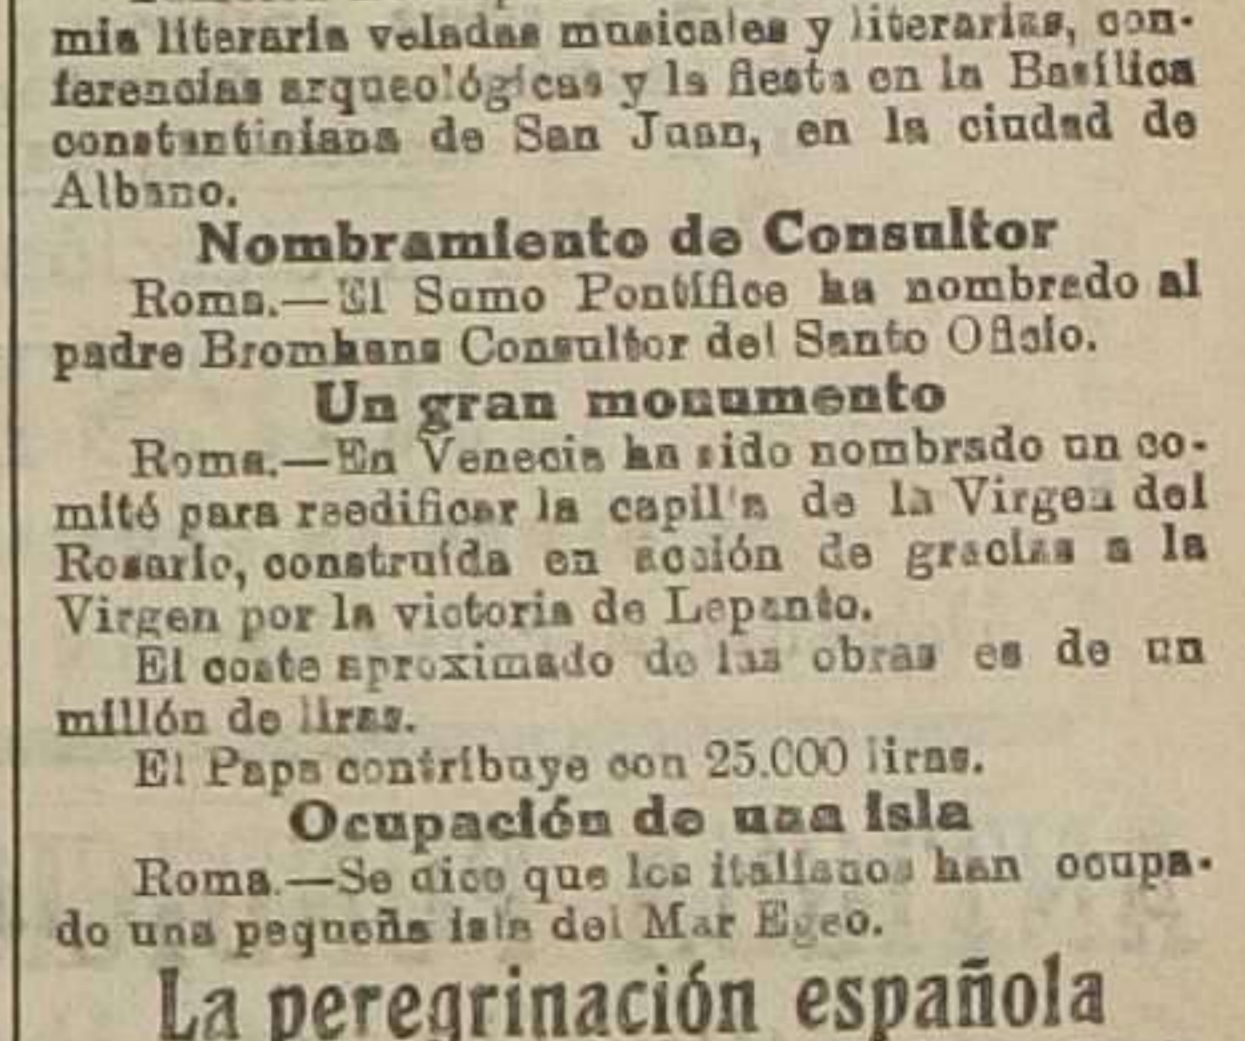 mia literaria veladas musicales y literarias, con-
ferencias arqueológicas y la fiesta en la Basílica
constantiniana de San Juan, en la ciudad de
Albano.
Nombramiento de Consultor
Roma.—El Sumo Pontífice ha nombrado al
padre Bromhans Consultor del Santo Oficio.
Un gran monumento
Roma.—En Venecia ha sido nombrado un co-
mité para reedificar la capilla de la Virgen del
Rosario, construída en acción de gracias a la
Virgen por la victoria de Lepanto.
El coste aproximado de las obras es de un
millón de liras.
El Papa contribuye con 25.000 liras.
Ocupación de una isla
Roma.—Se dice que los italianos han ocupa-
do una pequeña isla del Mar Egeo.
La peregrinación española